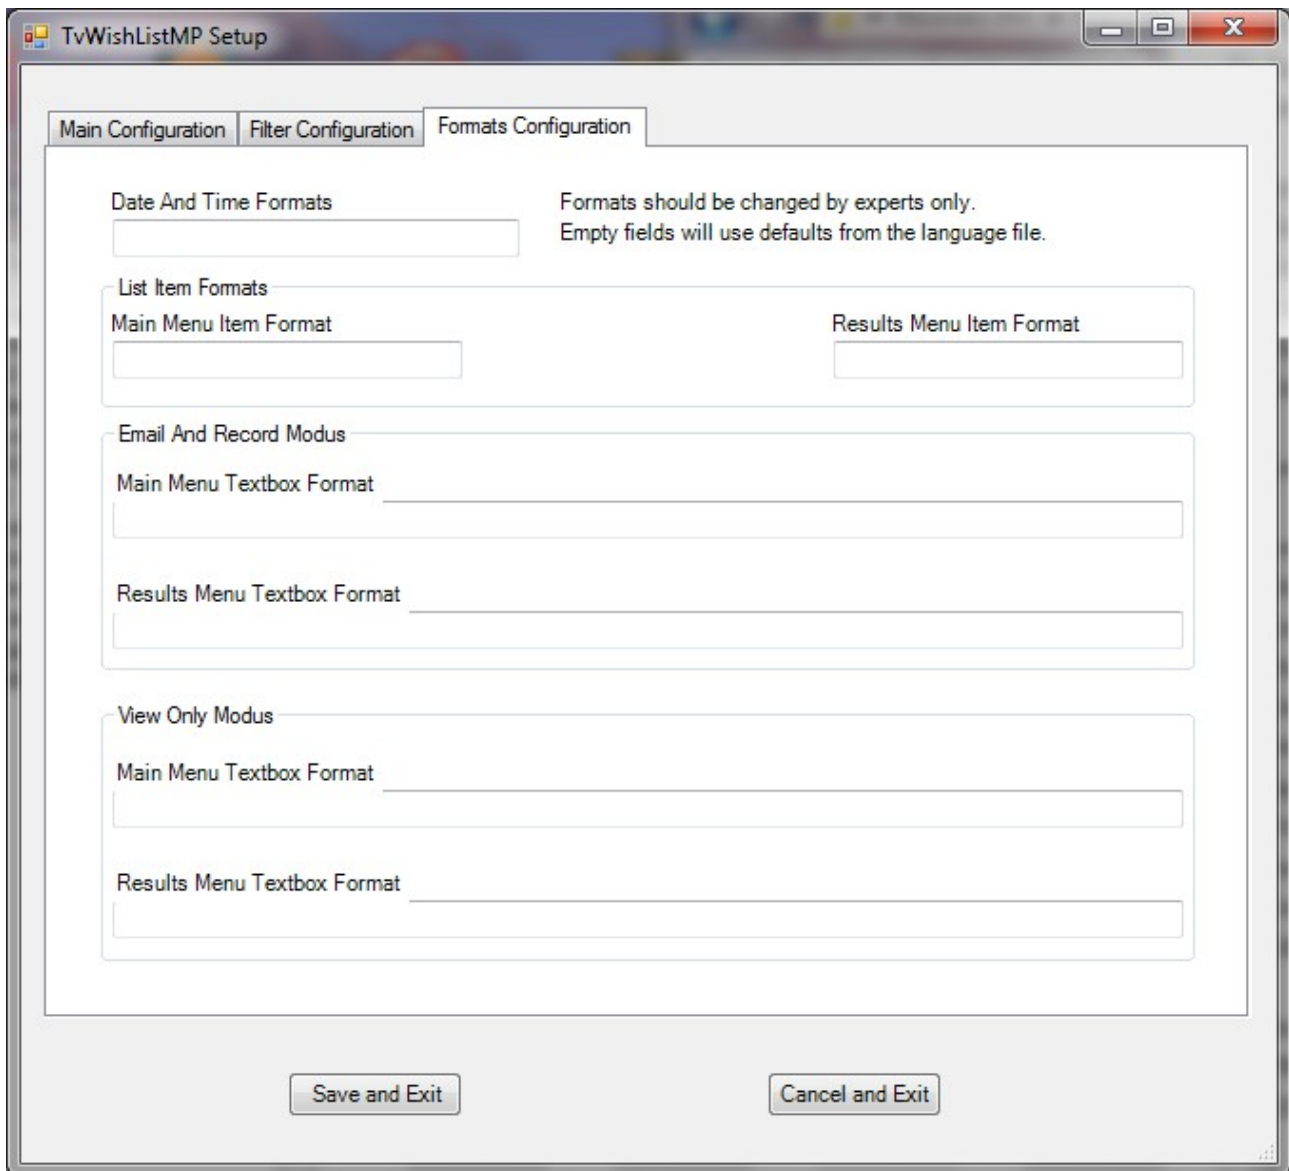 TvWishListMP Setup
Main Configuration
Filter Configuration
Formats Configuration
Date And Time Formats
Formats should be changed by experts only.
Empty fields will use defaults from the language file.
List Item Formats
Main Menu Item Format
Results Menu Item Format
Email And Record Modus
Main Menu Textbox Format
Results Menu Textbox Format
View Only Modus
Main Menu Textbox Format
Results Menu Textbox Format
Save and Exit
Cancel and Exit